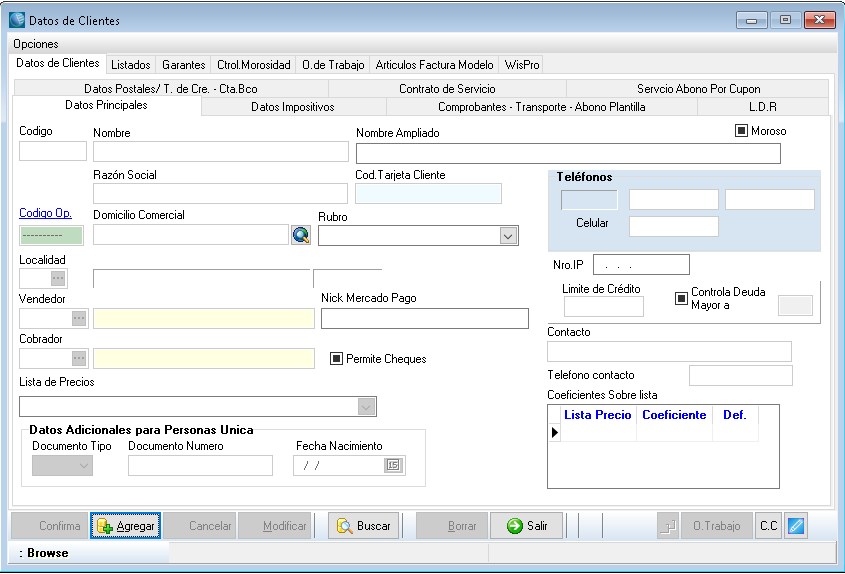 Datos de Clientes
Opciones
Datos de Clientes Listados Garantes Ctrol.Morosidad O.de Trabajo Articulos Factura Modelo WisPro
Datos Postales/ T. de Cre. - Cta.Bco Contrato de Servicio Servcio Abono Por Cupon
Datos Principales Datos Impositivos Comprobantes - Transporte - Abono Plantilla L.D.R
Codigo Nombre Nombre Ampliado Moroso
Razón Social Cod.Tarjeta Cliente Teléfonos
Codigo Op. Domicilio Comercial Rubro Celular
----------
Localidad Nro.IP . . .
Vendedor Nick Mercado Pago Limite de Crédito Controla Deuda
Mayor a
Cobrador Permite Cheques Contacto
Lista de Precios Telefono contacto
Coeficientes Sobre lista
Lista Precio Coeficiente Def.
Datos Adicionales para Personas Unica
Documento Tipo Documento Numero Fecha Nacimiento
/ / 15
Confirma Agregar Cancelar Modificar Buscar Borrar Salir O.Trabajo C.C
: Browse